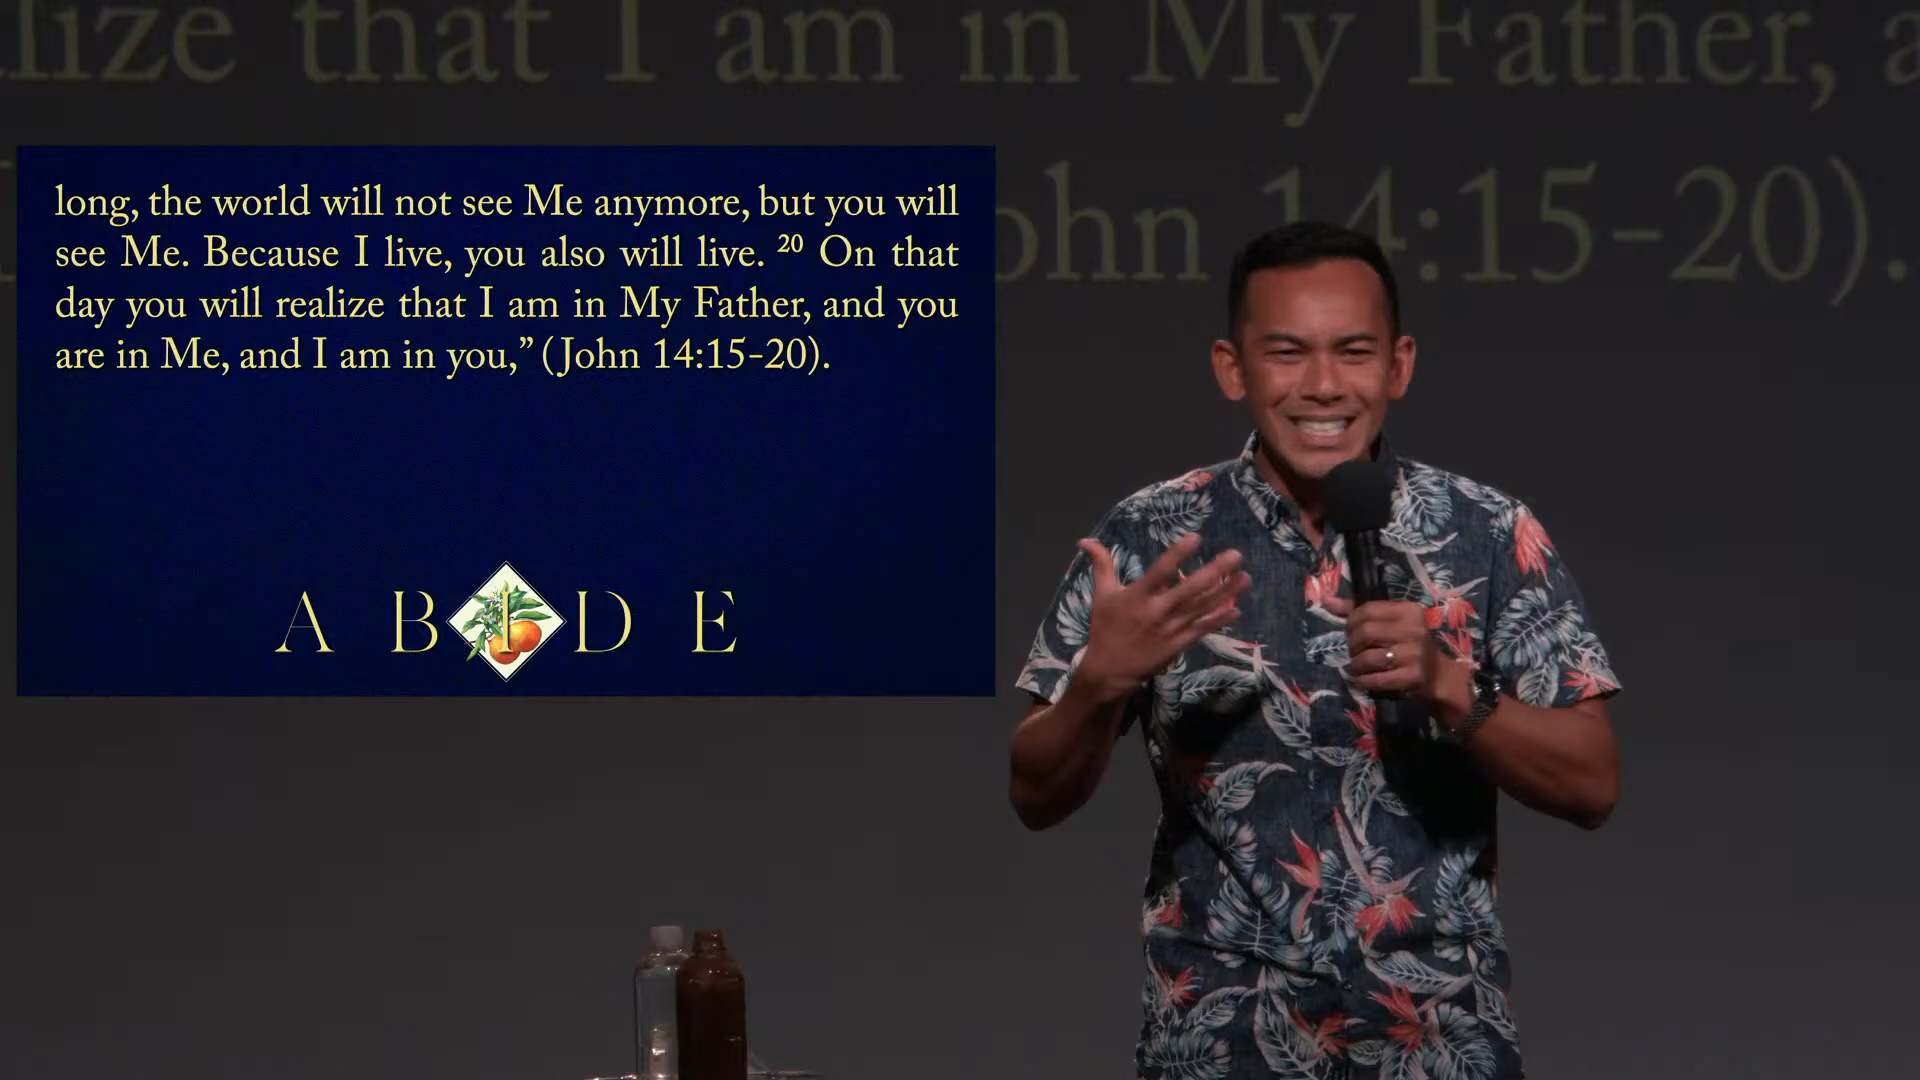 lize that I am in My Father, a
ohn 14:15-20).
long, the world will not see Me anymore, but you will
see Me. Because I live, you also will live. ²⁰ On that
day you will realize that I am in My Father, and you
are in Me, and I am in you,” (John 14:15-20).
A B I D E